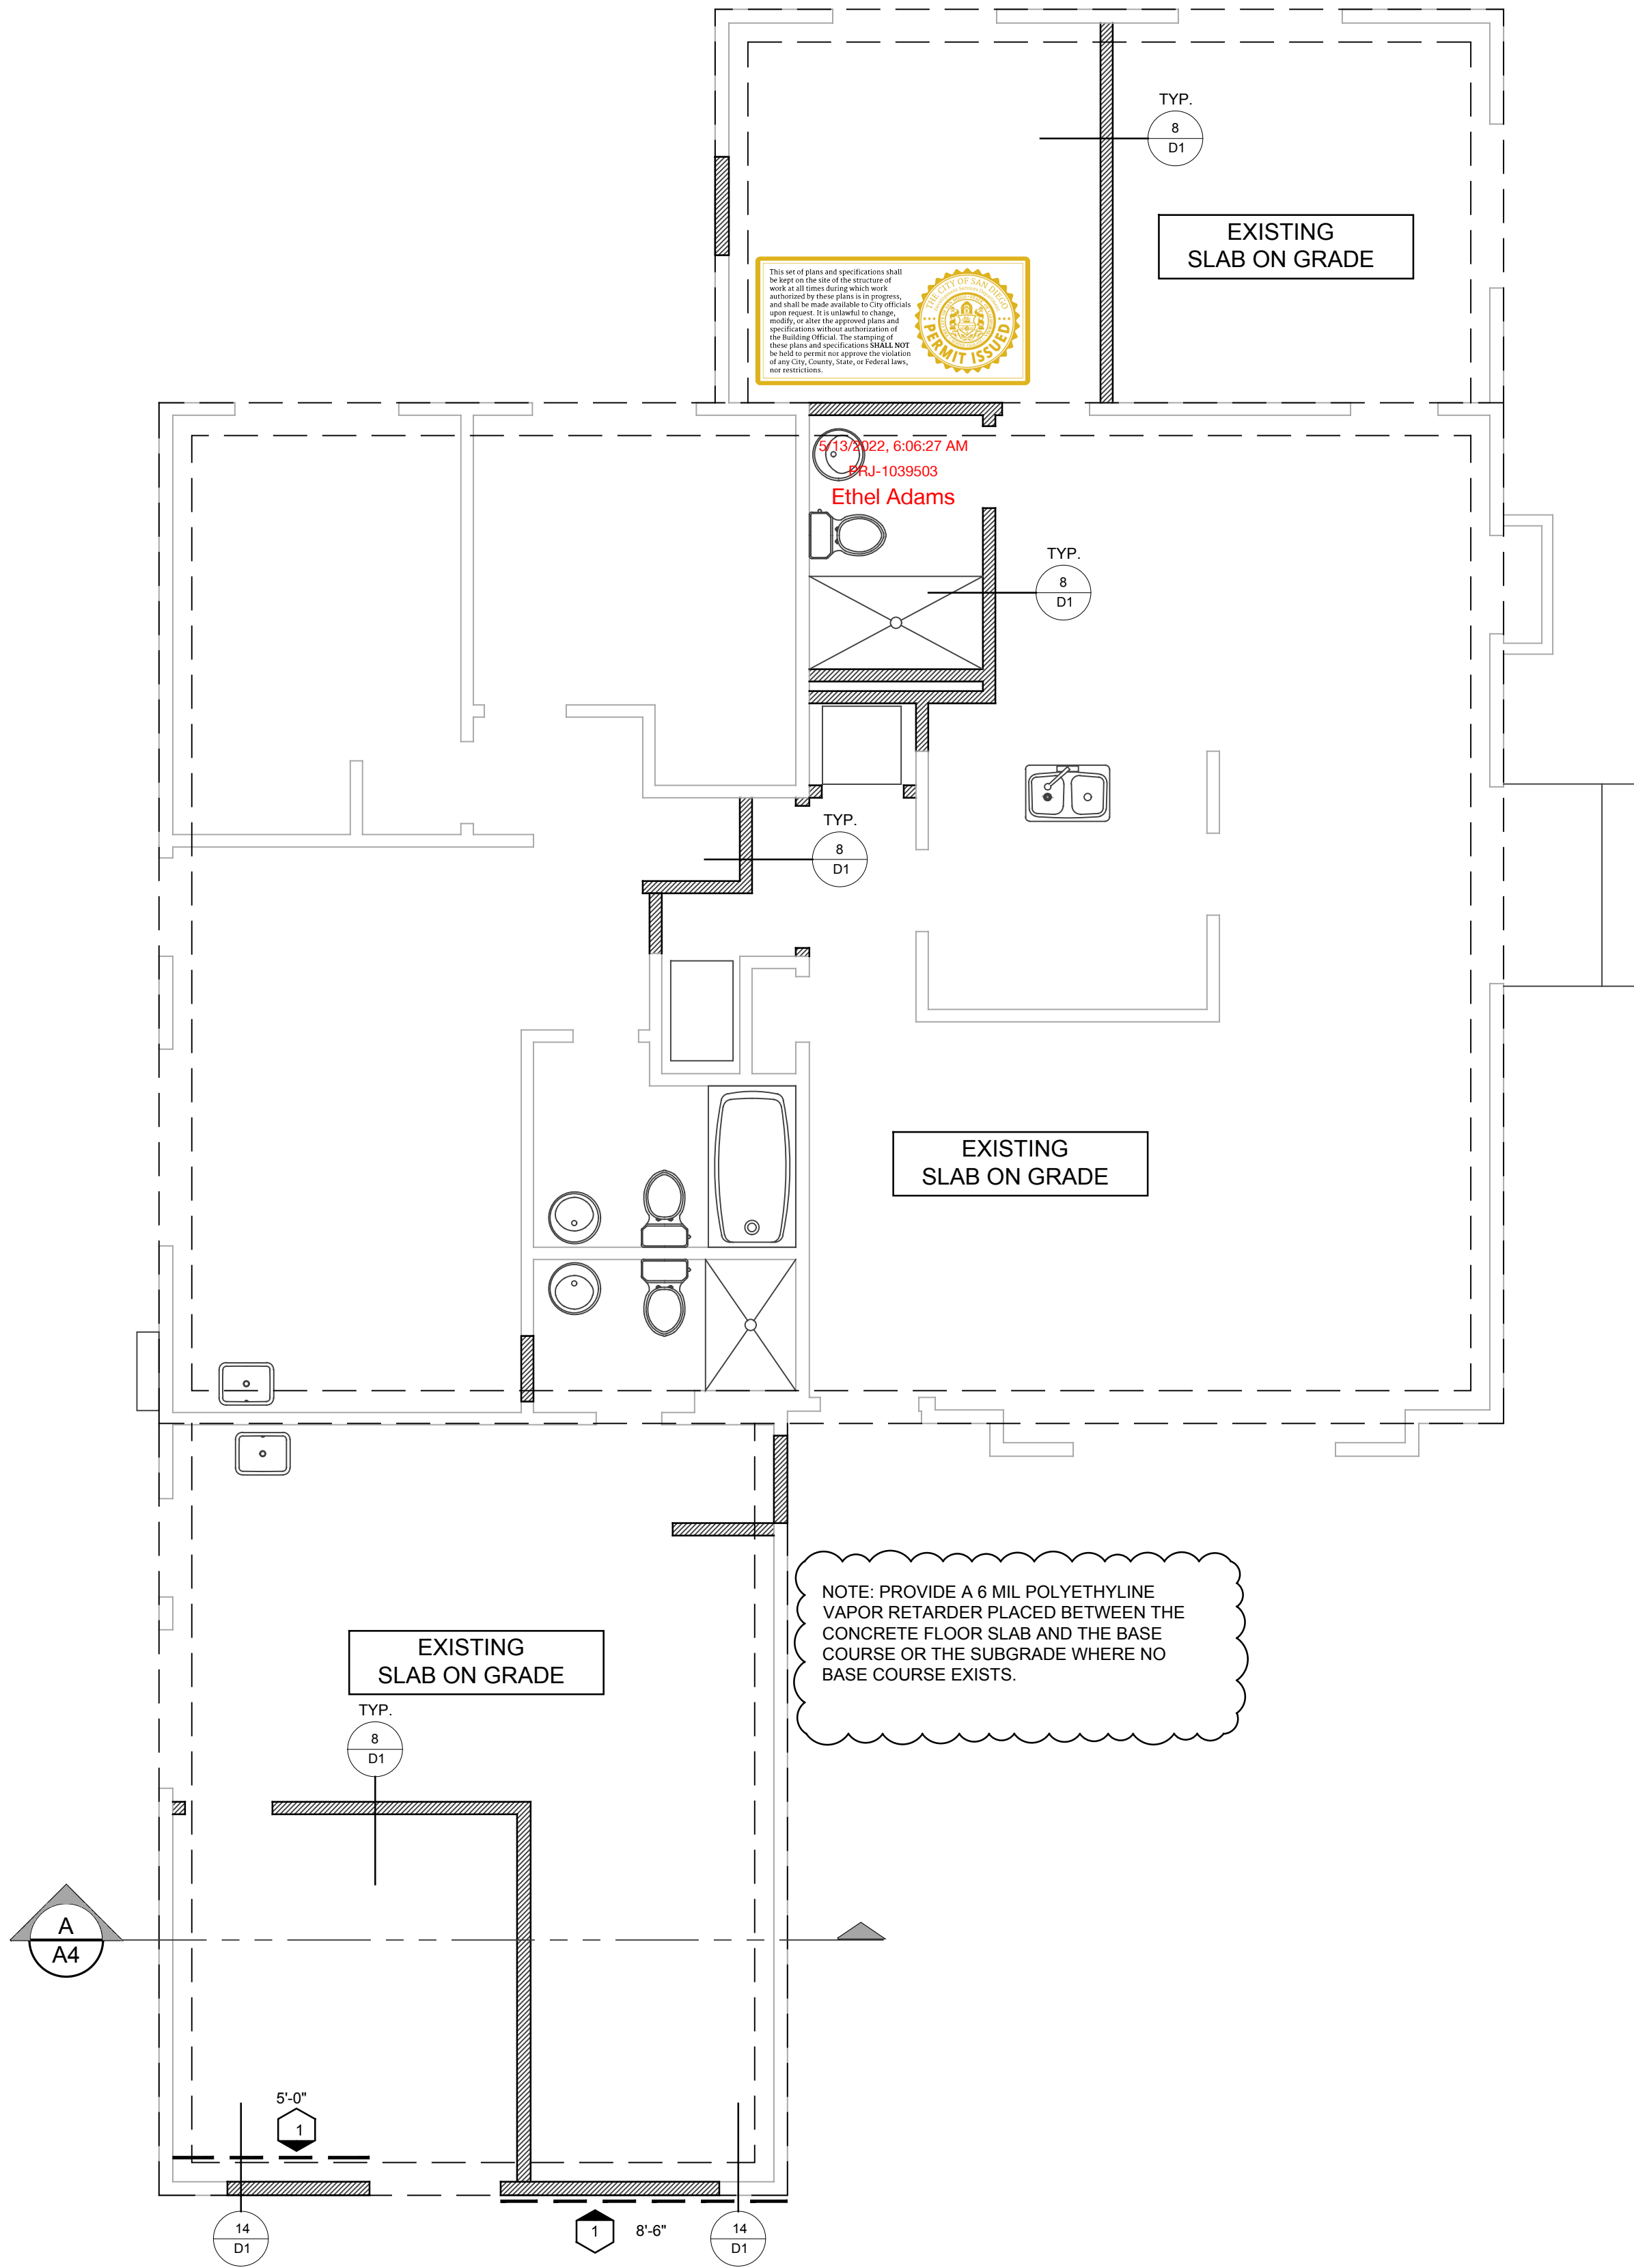 TYP.
8
D1
EXISTING
SLAB ON GRADE
This set of plans and specifications shall
be kept on the site of the structure of
work at all times during which work
authorized by these plans is in progress,
and shall be made available to City officials
upon request. It is unlawful to change,
modify, or alter the approved plans and
specifications without authorization of
the Building Official. The stamping of
these plans and specifications SHALL NOT
be held to permit nor approve the violation
of any City, County, State, or Federal laws,
nor restrictions.
THE CITY OF SAN DIEGO
PERMIT ISSUED
5/13/2022, 6:06:27 AM
PRJ-1039503
Ethel Adams
TYP.
8
D1
TYP.
8
D1
EXISTING
SLAB ON GRADE
NOTE: PROVIDE A 6 MIL POLYETHYLINE
VAPOR RETARDER PLACED BETWEEN THE
CONCRETE FLOOR SLAB AND THE BASE
COURSE OR THE SUBGRADE WHERE NO
BASE COURSE EXISTS.
EXISTING
SLAB ON GRADE
TYP.
8
D1
A
A4
5'-0"
1
14
D1
1
8'-6"
14
D1